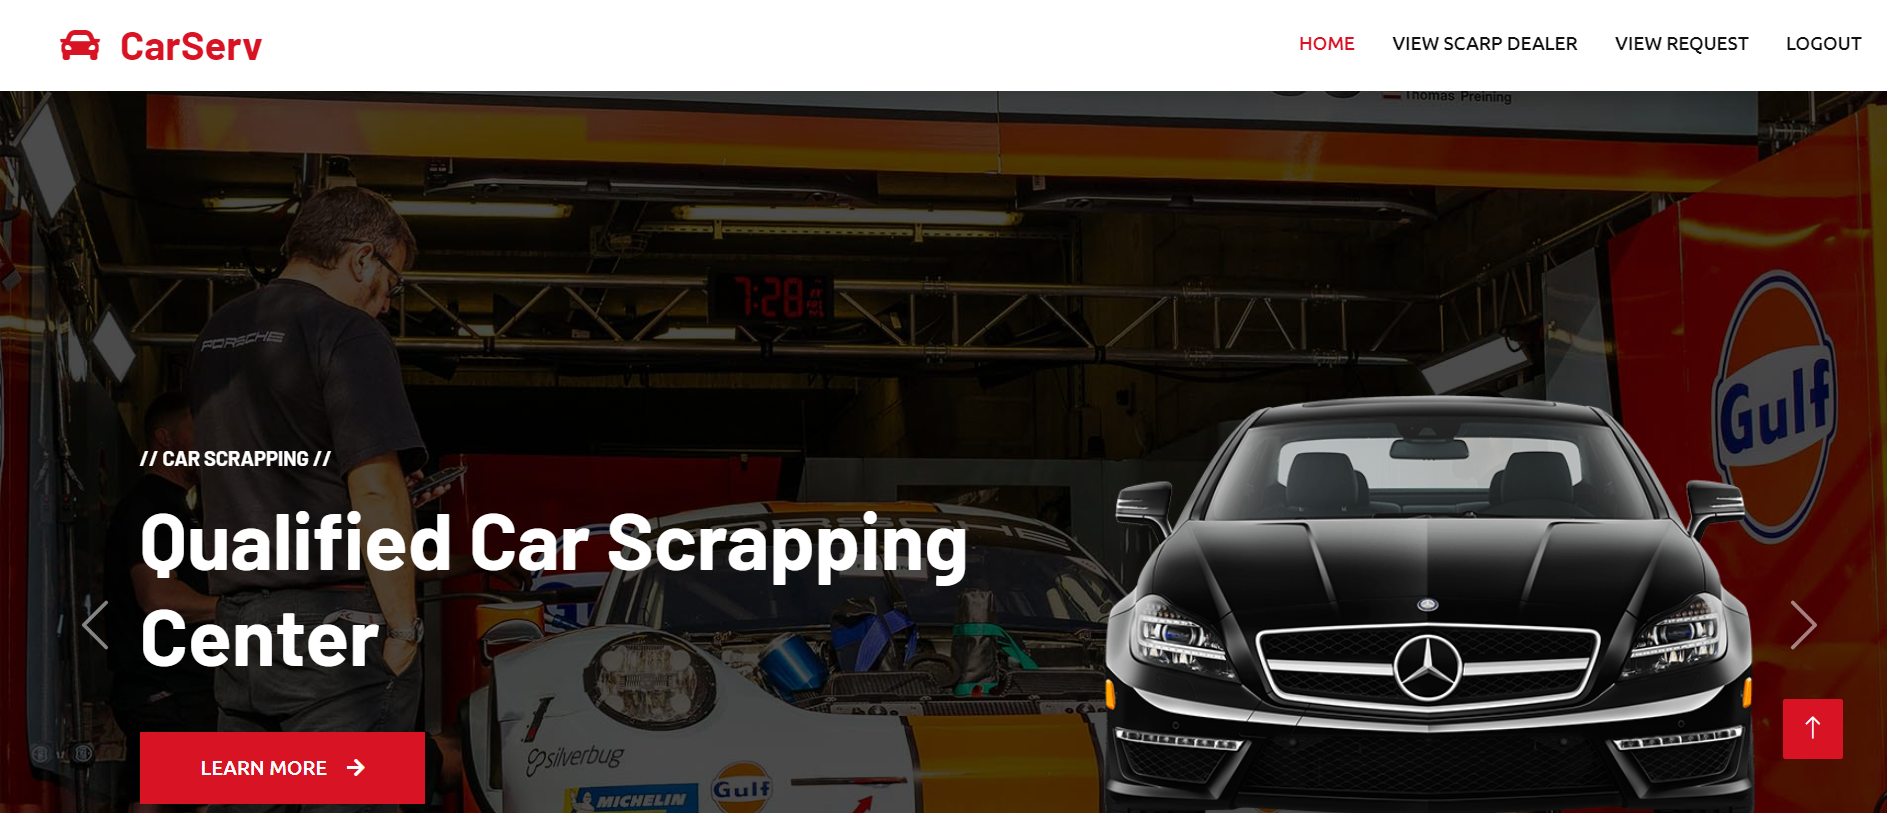 CarServ
HOME VIEW SCARP DEALER VIEW REQUEST LOGOUT
Thomas Preining
7:28
PORSCHE
Gulf
// CAR SCRAPPING //
PORSCHE
Qualified Car Scrapping
Center
silverbug
LEARN MORE
MICHELIN
Gulf